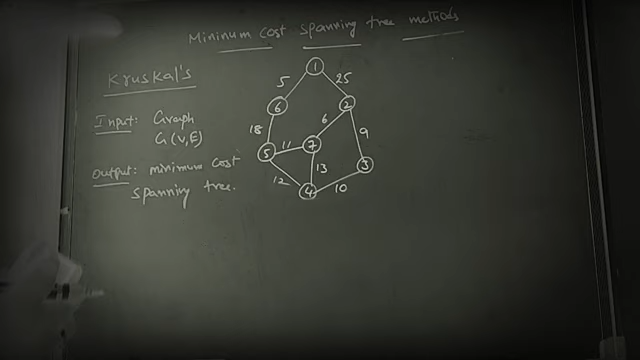 Mininum cost spanning tree methods
Kruskal's
Input: Graph
G(V,E)
Output: minimum cost
spanning tree.
1
5
25
6
2
6
18
9
11
7
5
13
3
12
10
4